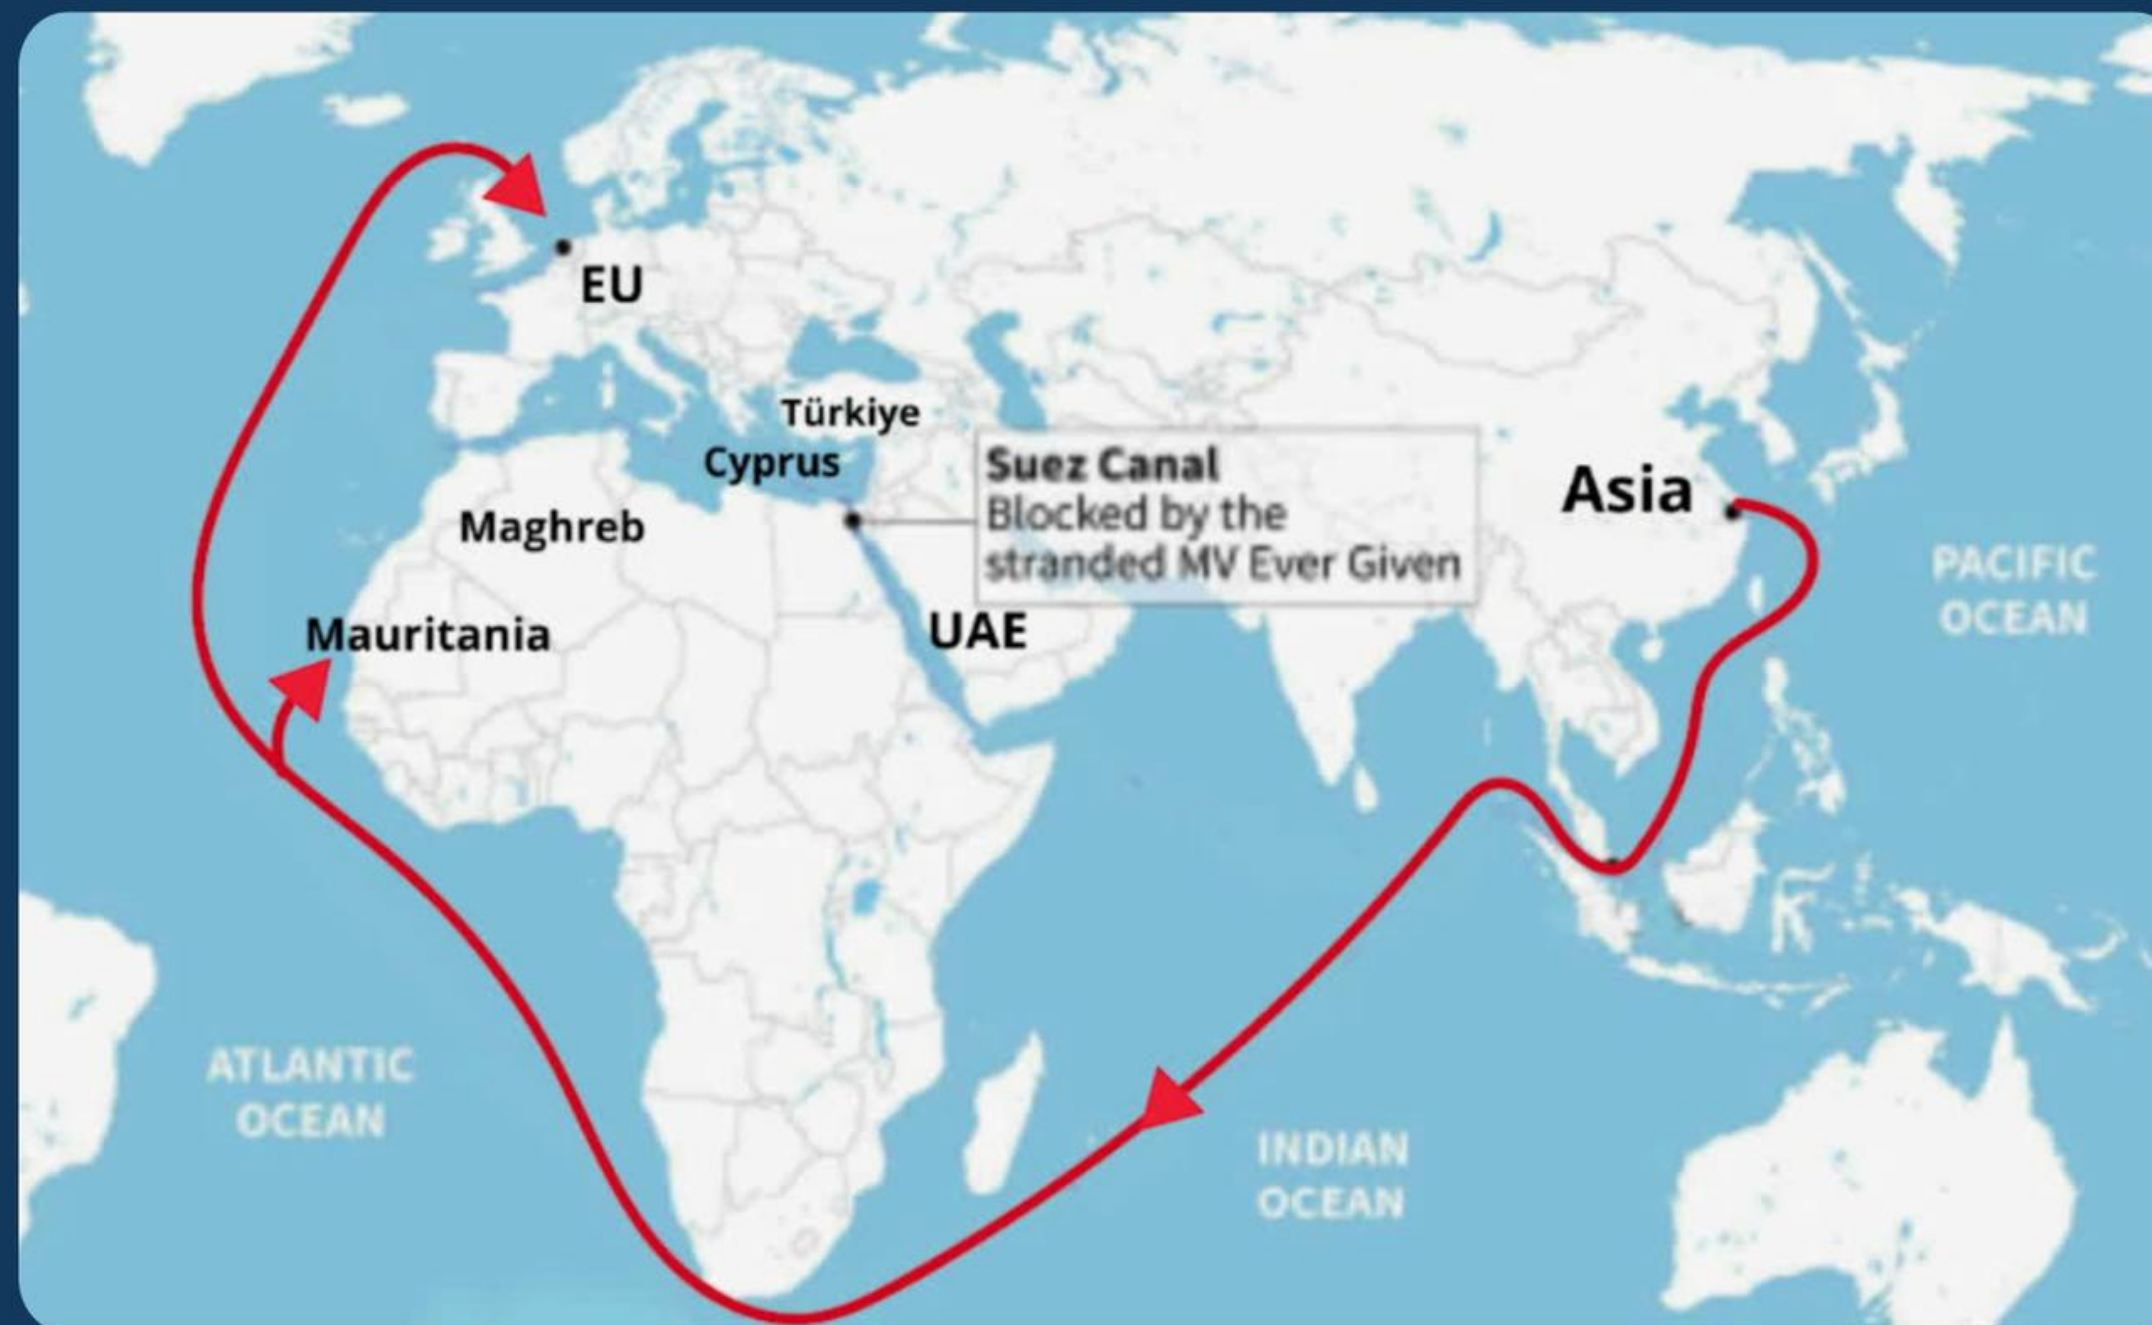 EU
Türkiye
Cyprus
Suez Canal
Blocked by the
stranded MV Ever Given
Asia
Maghreb
PACIFIC
OCEAN
Mauritania
UAE
ATLANTIC
OCEAN
INDIAN
OCEAN